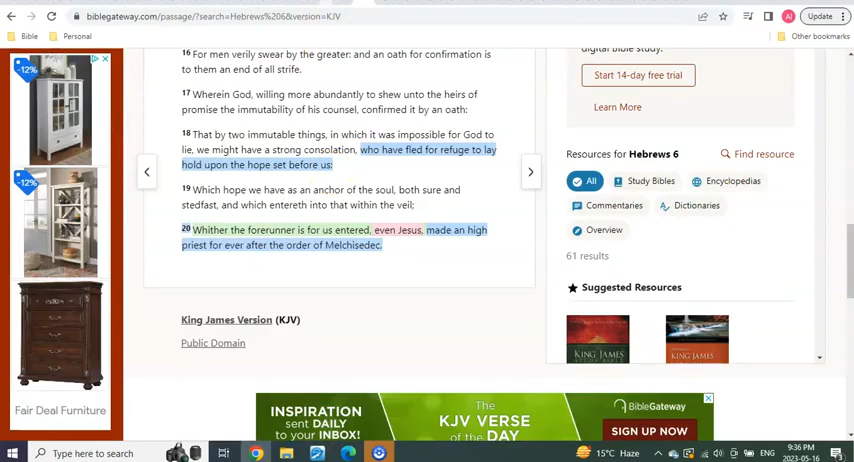 biblegateway.com/passage/?search=Hebrews%206&version=KJV
AI
Update
Bible
Personal
Other bookmarks
-12%
-12%
Fair Deal Furniture
16 For men verily swear by the greater: and an oath for confirmation is
to them an end of all strife.
17 Wherein God, willing more abundantly to shew unto the heirs of
promise the immutability of his counsel, confirmed it by an oath:
18 That by two immutable things, in which it was impossible for God to
lie, we might have a strong consolation, who have fled for refuge to lay
hold upon the hope set before us:
19 Which hope we have as an anchor of the soul, both sure and
stedfast, and which entereth into that within the veil;
20 Whither the forerunner is for us entered, even Jesus, made an high
priest for ever after the order of Melchisedec.
King James Version (KJV)
Public Domain
digital Bible study.
Start 14-day free trial
Learn More
Resources for Hebrews 6
Find resource
All
Study Bibles
Encyclopedias
Commentaries
Dictionaries
Overview
61 results
Suggested Resources
KING JAMES
KING JAMES
INSPIRATION
SENT DAILY
to YOUR INBOX!
The
KJV VERSE
of the DAY
BibleGateway
SIGN UP NOW
Type here to search
15°C Haze
ENG
9:36 PM
2023-05-16
3